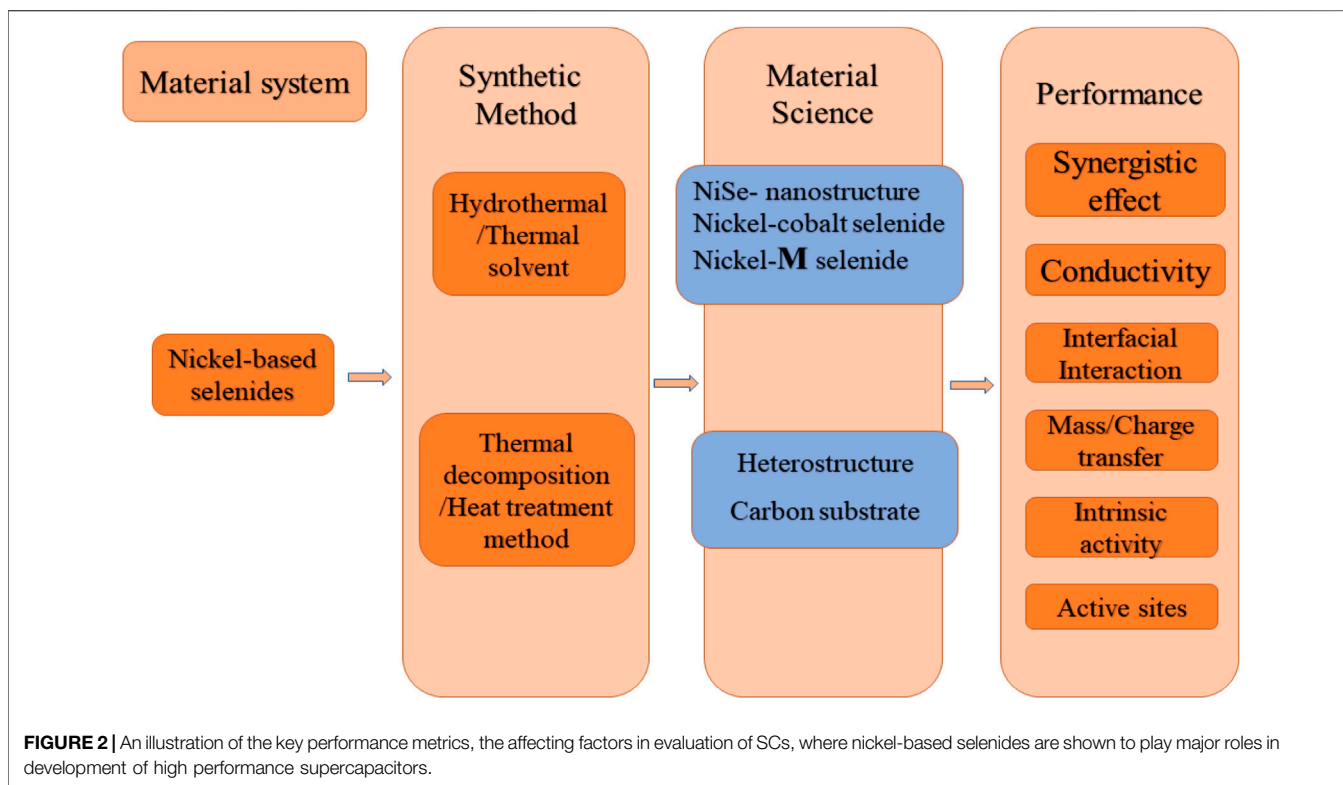 Material system
Nickel-based
selenides
Synthetic
Method
Hydrothermal
/Thermal
solvent
Thermal
decomposition
/Heat treatment
method
Material
Science
NiSe- nanostructure
Nickel-cobalt selenide
Nickel-M selenide
Heterostructure
Carbon substrate
Performance
Synergistic
effect
Conductivity
Interfacial
Interaction
Mass/Charge
transfer
Intrinsic
activity
Active sites
FIGURE 2 | An illustration of the key performance metrics, the affecting factors in evaluation of SCs, where nickel-based selenides are shown to play major roles in
development of high performance supercapacitors.